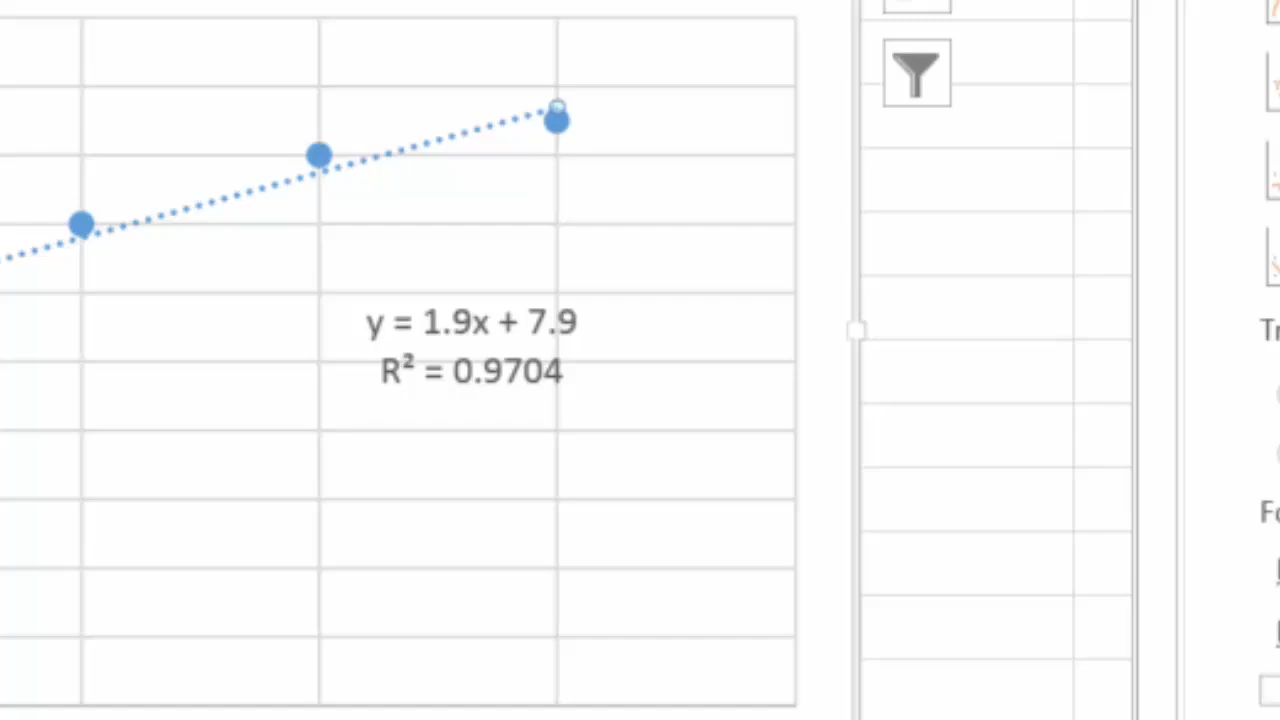 y = 1.9x + 7.9
R² = 0.9704